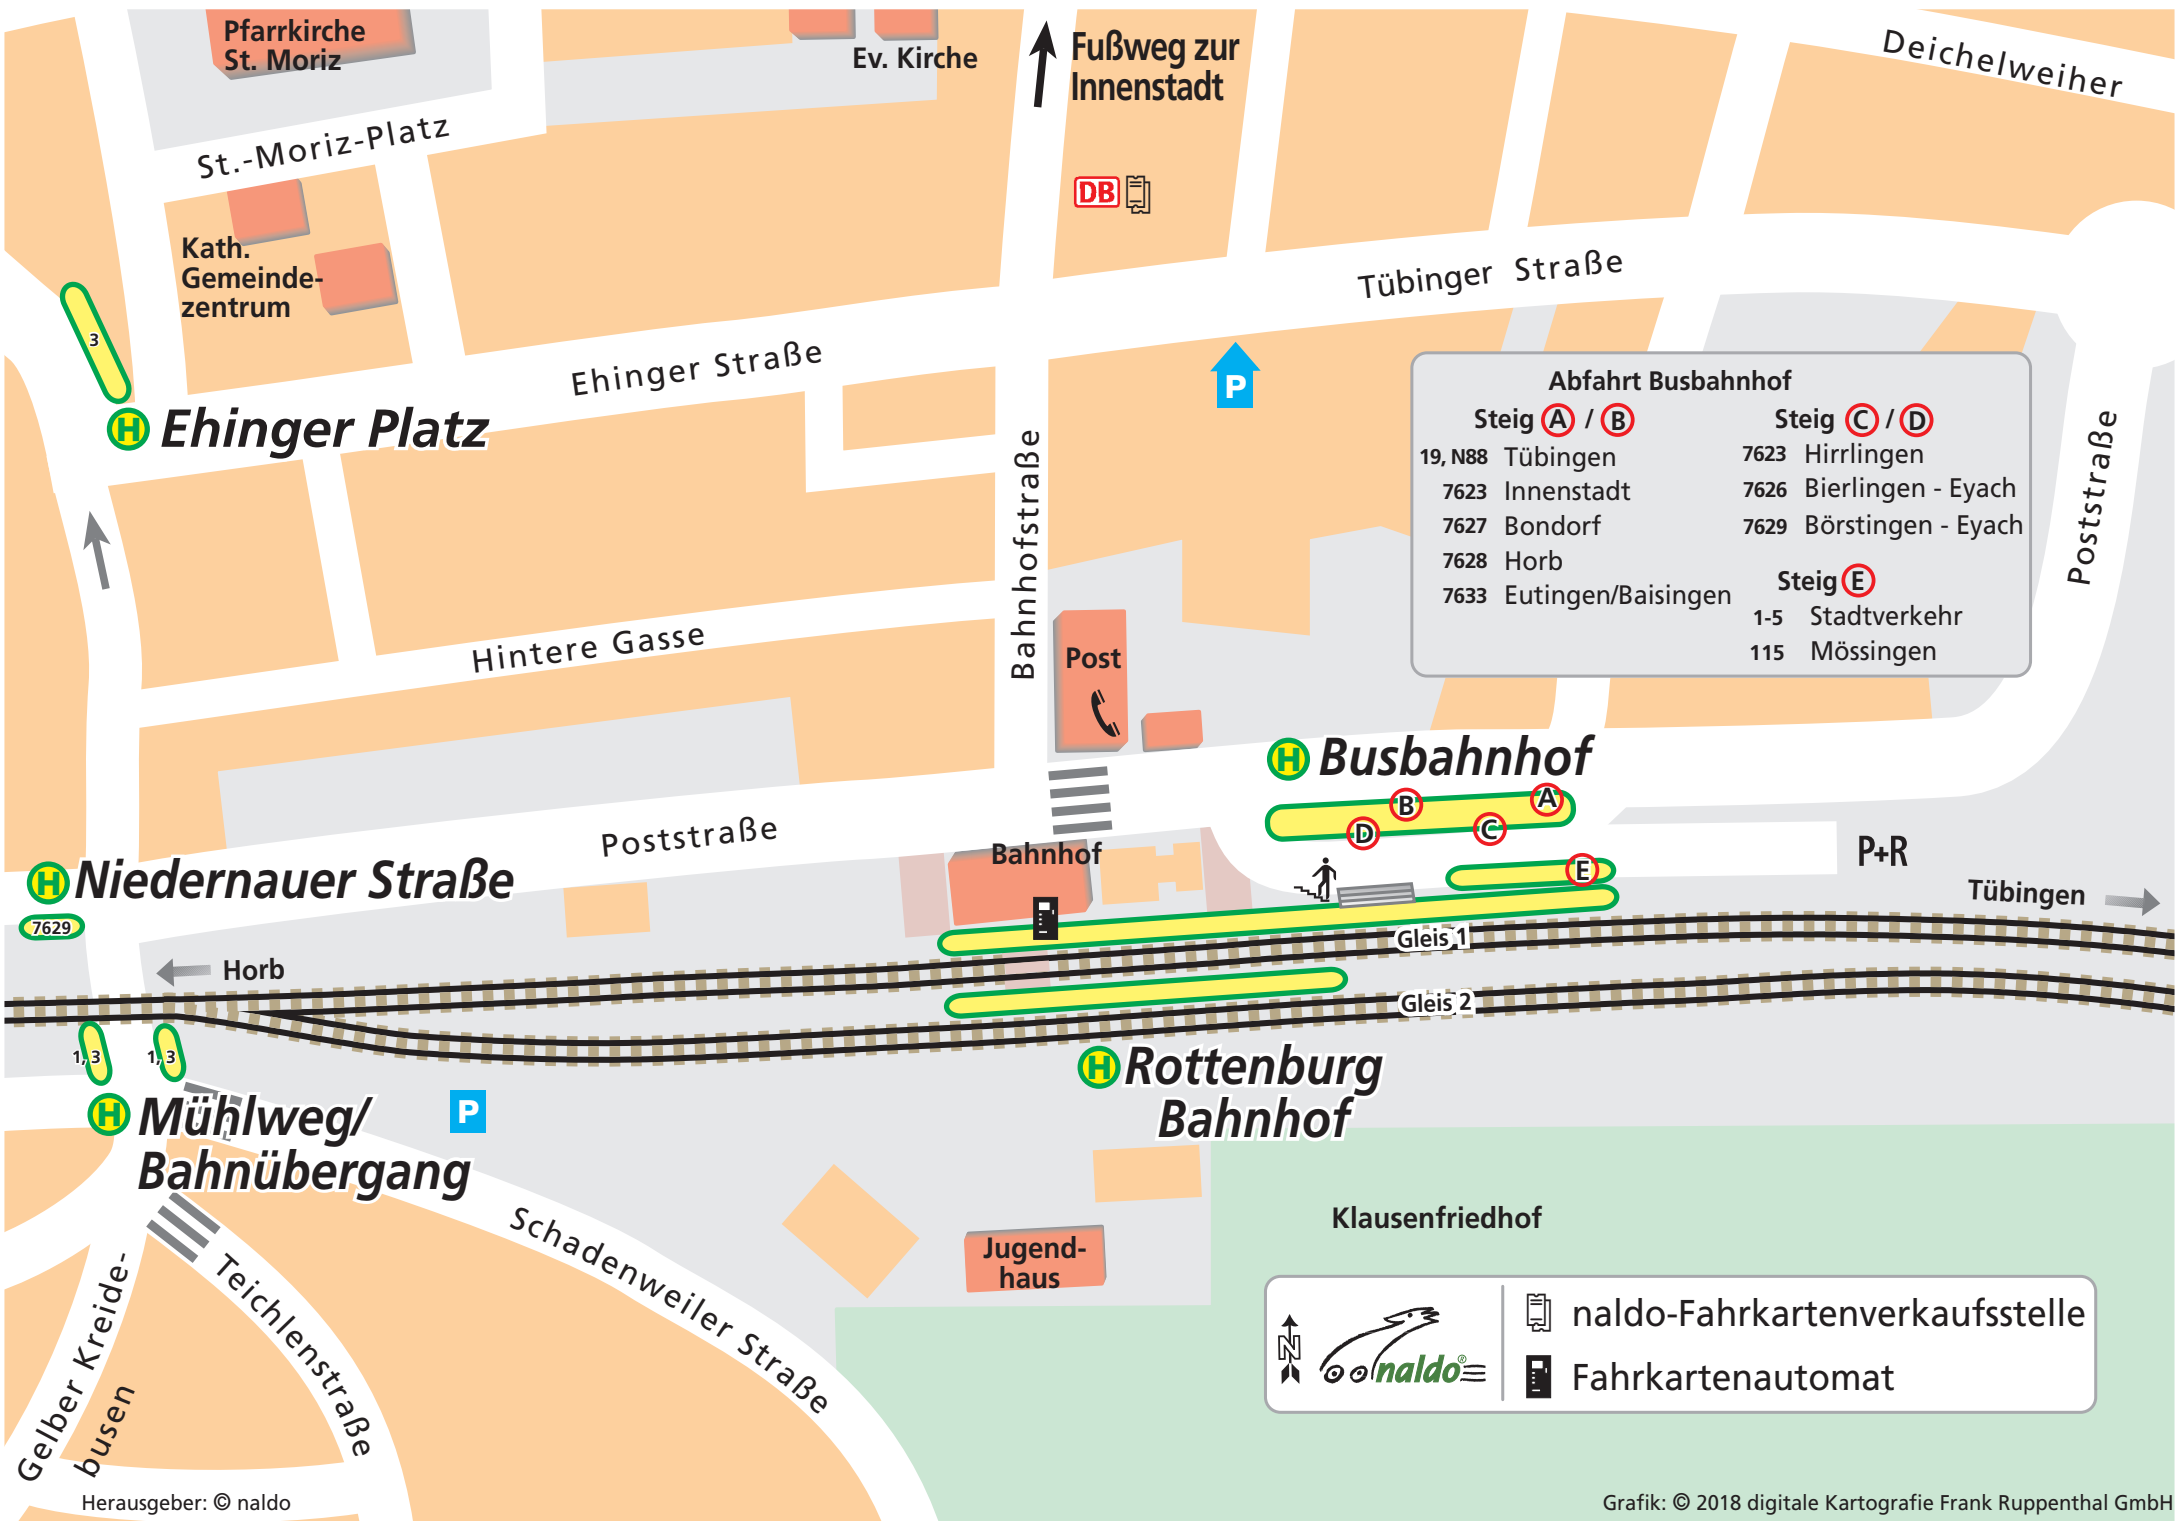 Pfarrkirche
St. Moriz
Ev. Kirche
Fußweg zur
Innenstadt
Deichelweiher
St.-Moriz-Platz
DB
Kath.
Gemeinde-
zentrum
Tübinger Straße
3
Ehinger Straße
P
H Ehinger Platz
Abfahrt Busbahnhof
Steig A / B
19, N88 Tübingen
7623 Innenstadt
7627 Bondorf
7628 Horb
7633 Eutingen/Baisingen
Steig C / D
7623 Hirrlingen
7626 Bierlingen - Eyach
7629 Börstingen - Eyach
Steig E
1-5 Stadtverkehr
115 Mössingen
Poststraße
Bahnhofstraße
Hintere Gasse
Post
H Busbahnhof
A
B
C
D
E
Poststraße
Bahnhof
P+R
H Niedernauer Straße
7629
Tübingen
Gleis 1
Horb
Gleis 2
1, 3
1, 3
H Rottenburg
Bahnhof
P
H Mühlweg/
Bahnübergang
Klausenfriedhof
Schadenweiler Straße
Jugend-
haus
Teichlenstraße
Gelber Kreide-
busen
N
naldo®
naldo-Fahrkartenverkaufsstelle
Fahrkartenautomat
Herausgeber: © naldo
Grafik: © 2018 digitale Kartografie Frank Ruppenthal GmbH